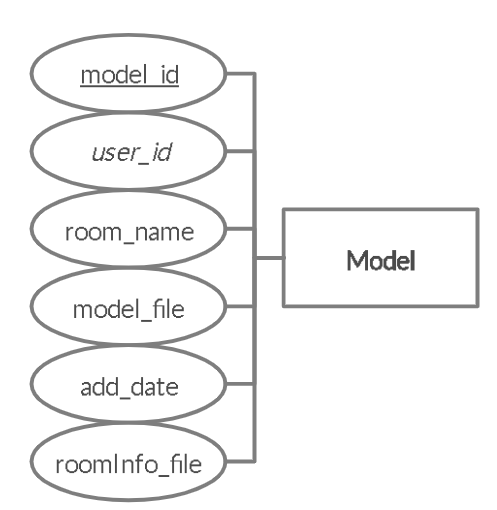 model_id
user_id
room_name
model_file
add_date
roomInfo_file
Model